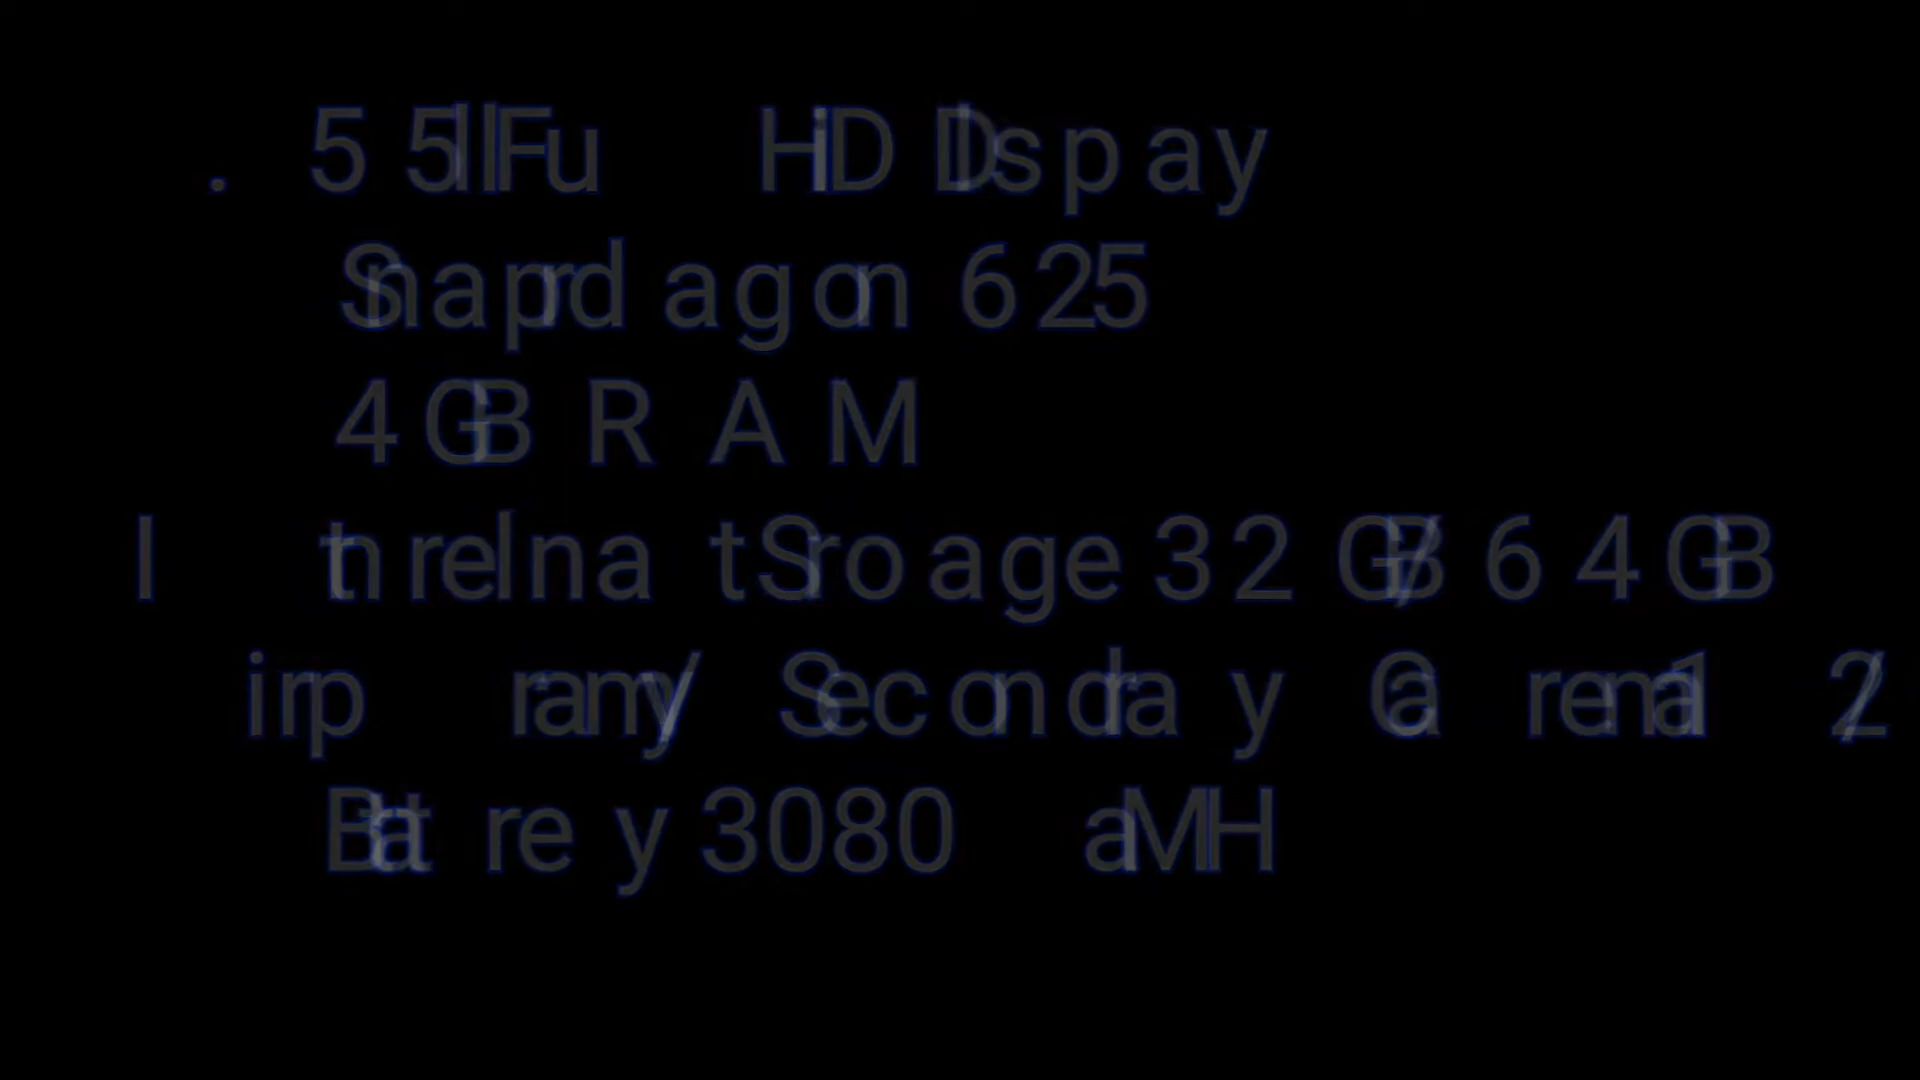 5.5 Full HD Display
Snapdragon 625
4GB RAM
Internal Storage 32GB/64GB
Secondary Camera 12/
Battery 3080 MaH